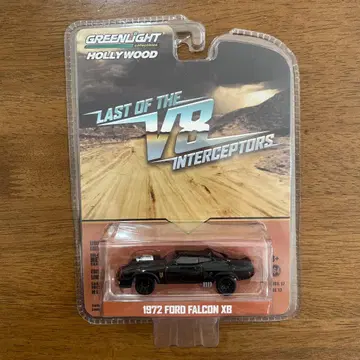 GREENLIGHT
HOLLYWOOD
LAST OF THE
V8
INTERCEPTORS
1972 FORD FALCON XB